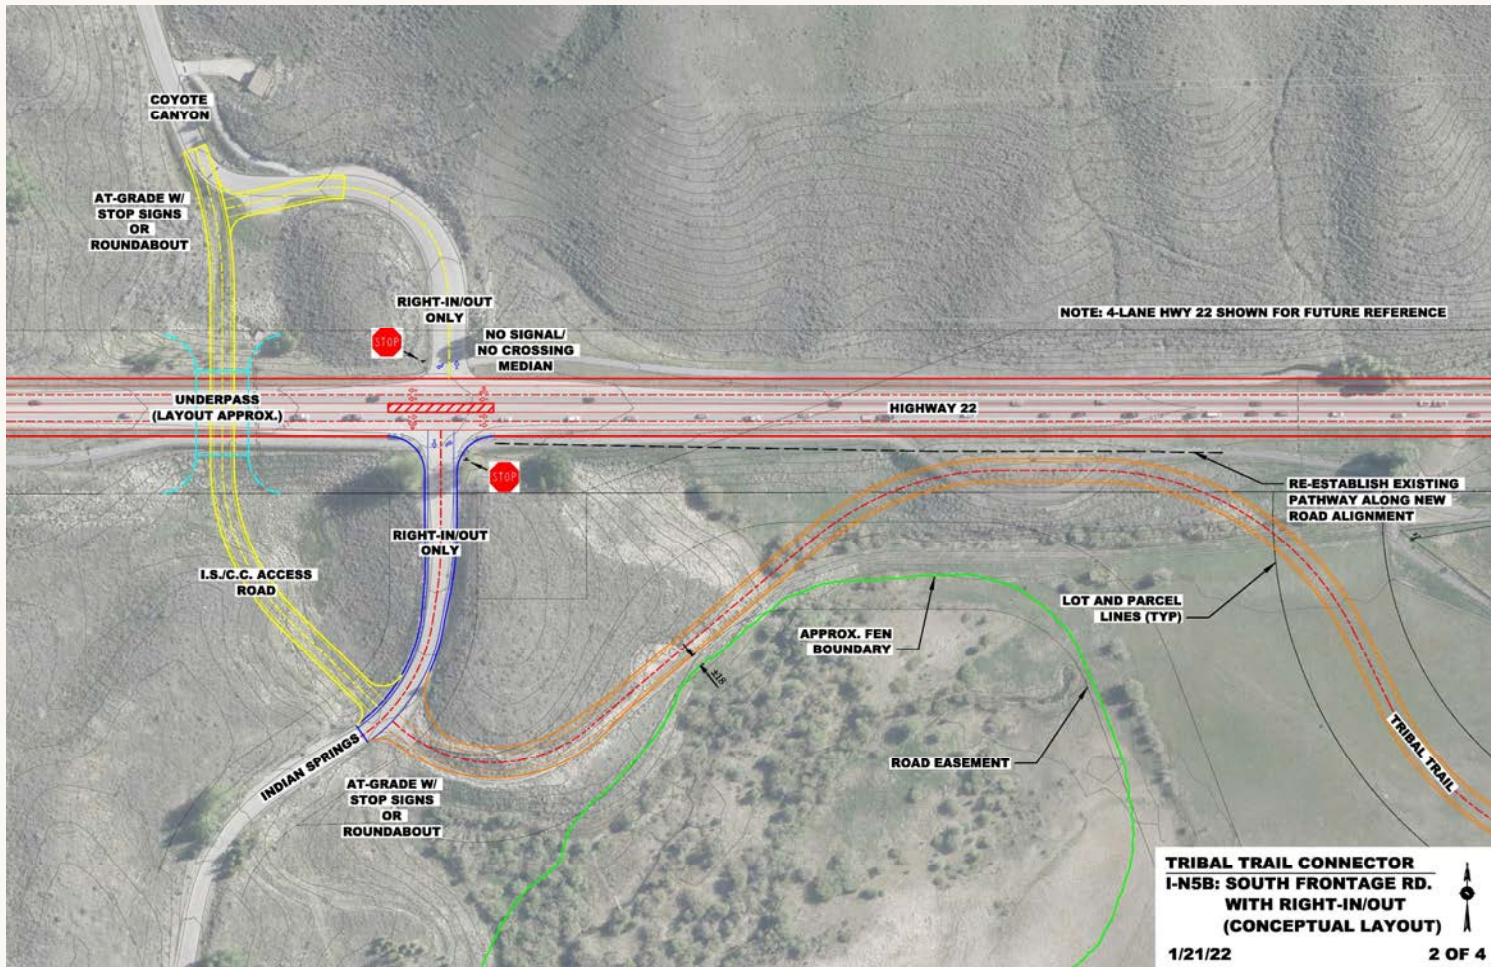 COYOTE
CANYON
AT-GRADE W/
STOP SIGNS
OR
ROUNDABOUT
RIGHT-IN/OUT
ONLY
NOTE: 4-LANE HWY 22 SHOWN FOR FUTURE REFERENCE
STOP
NO SIGNAL/
NO CROSSING
MEDIAN
UNDERPASS
(LAYOUT APPROX.)
HIGHWAY 22
STOP
RE-ESTABLISH EXISTING
PATHWAY ALONG NEW
ROAD ALIGNMENT
RIGHT-IN/OUT
ONLY
I.S./C.C. ACCESS
ROAD
LOT AND PARCEL
LINES (TYP)
APPROX. FEN
BOUNDARY
±18
TRIBAL TRAIL
ROAD EASEMENT
INDIAN SPRINGS
AT-GRADE W/
STOP SIGNS
OR
ROUNDABOUT
TRIBAL TRAIL CONNECTOR
I-N5B: SOUTH FRONTAGE RD.
WITH RIGHT-IN/OUT
(CONCEPTUAL LAYOUT)
1/21/22 2 OF 4